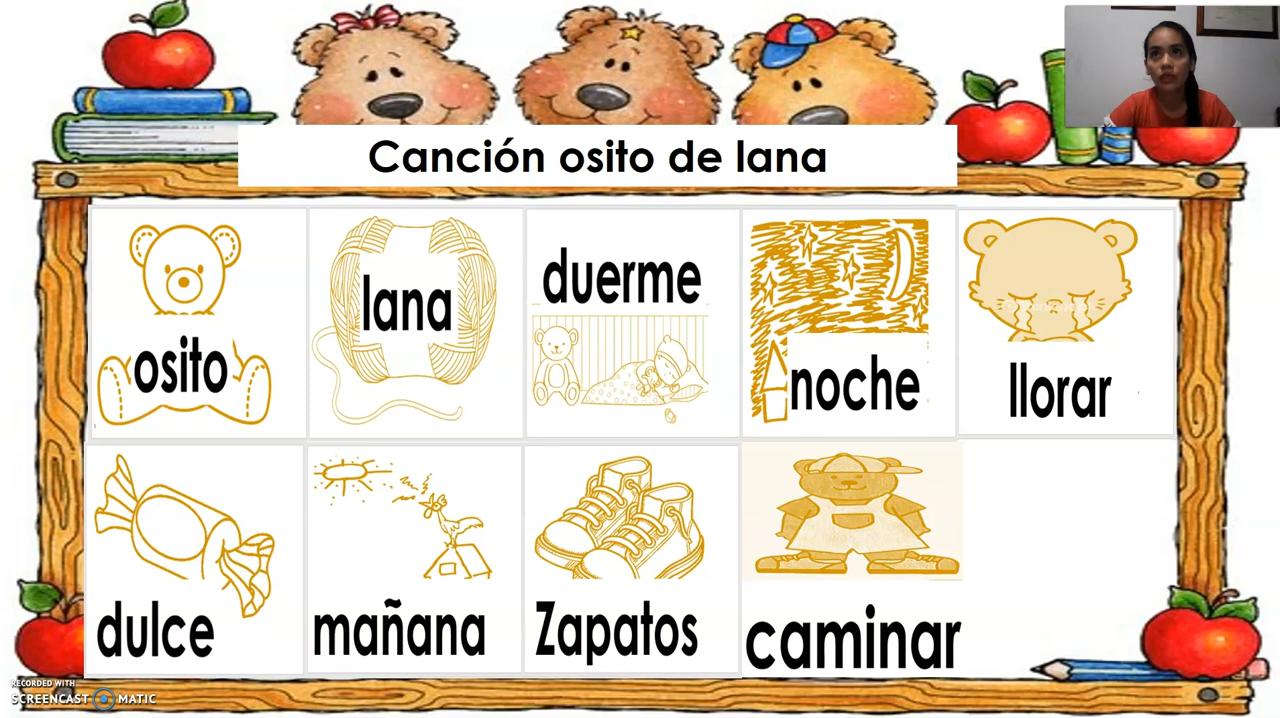 Canción osito de lana
osito
lana
duerme
noche
llorar
dulce
mañana
Zapatos
caminar
RECORDED WITH
SCREENCAST MATIC